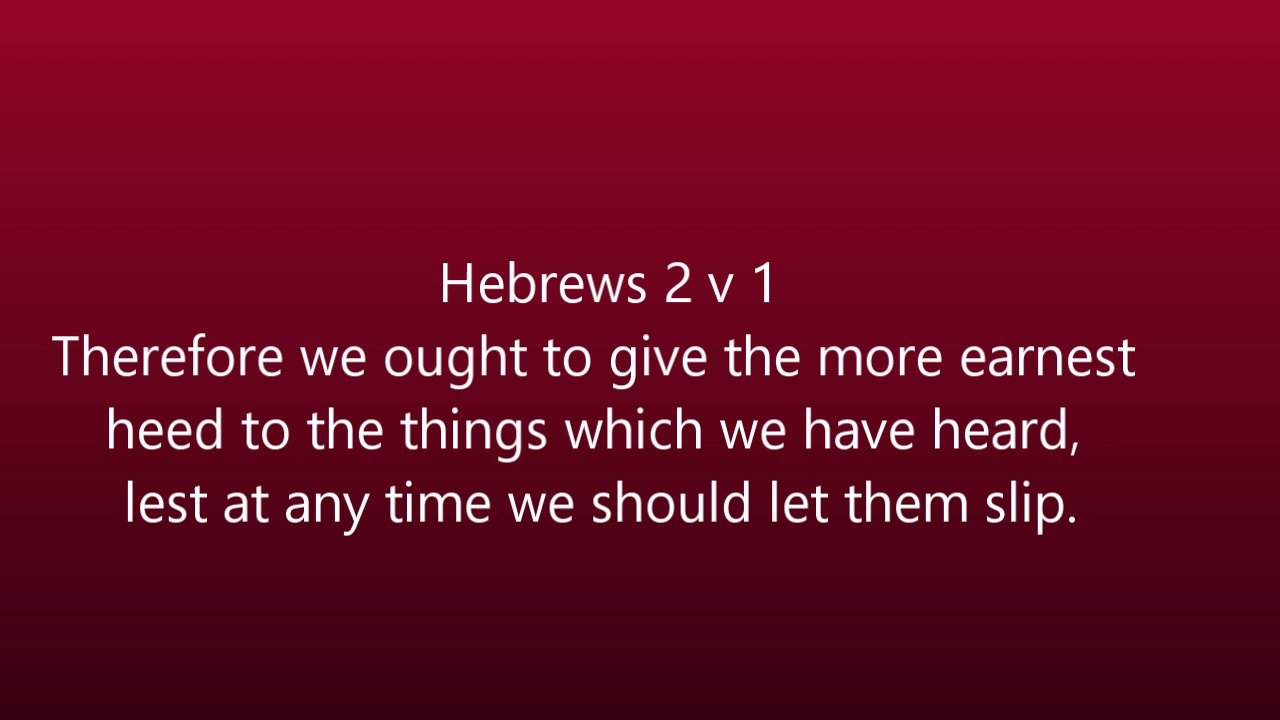 Hebrews 2 v 1
Therefore we ought to give the more earnest
heed to the things which we have heard,
lest at any time we should let them slip.